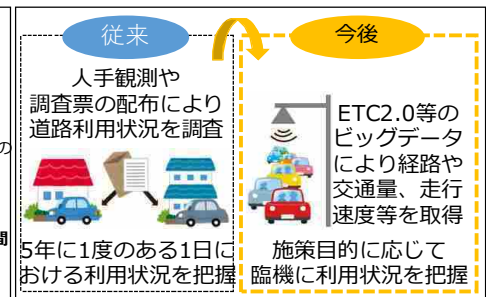 従来
人手観測や
調査票の配布により
道路利用状況を調査
5年に1度のある1日に
おける利用状況を把握
今後
ETC2.0等の
ビッグデータ
により経路や
交通量、走行
速度等を取得
施策目的に応じて
臨機に利用状況を把握
の
間